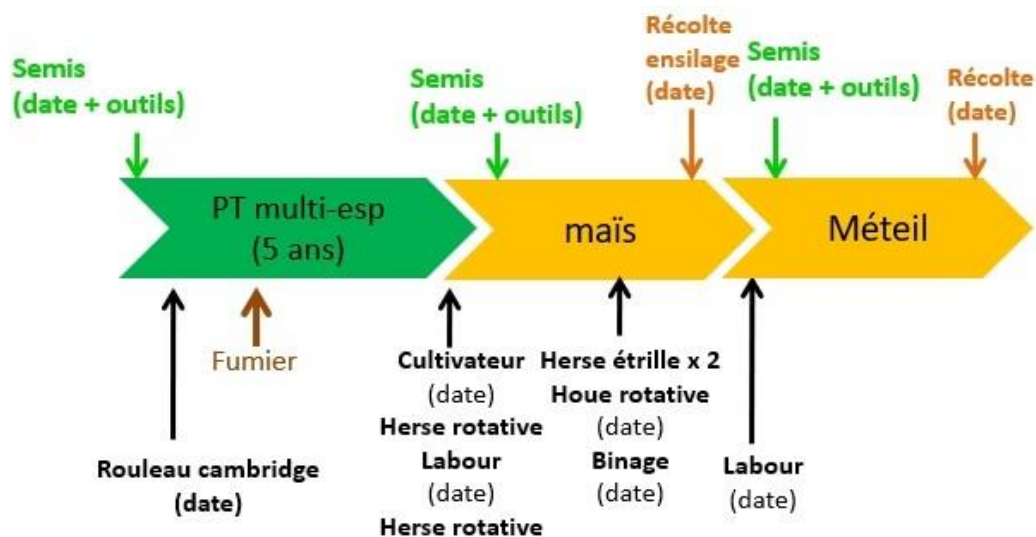 Semis
(date + outils)
Semis
(date + outils)
Récolte
ensilage
(date)
Semis
(date + outils)
Récolte
(date)
PT multi-esp
(5 ans)
maïs
Méteil
Rouleau cambridge
(date)
Fumier
Cultivateur
(date)
Herse rotative
Labour
(date)
Herse rotative
Herse étrille x 2
Houe rotative
(date)
Binage
(date)
Labour
(date)